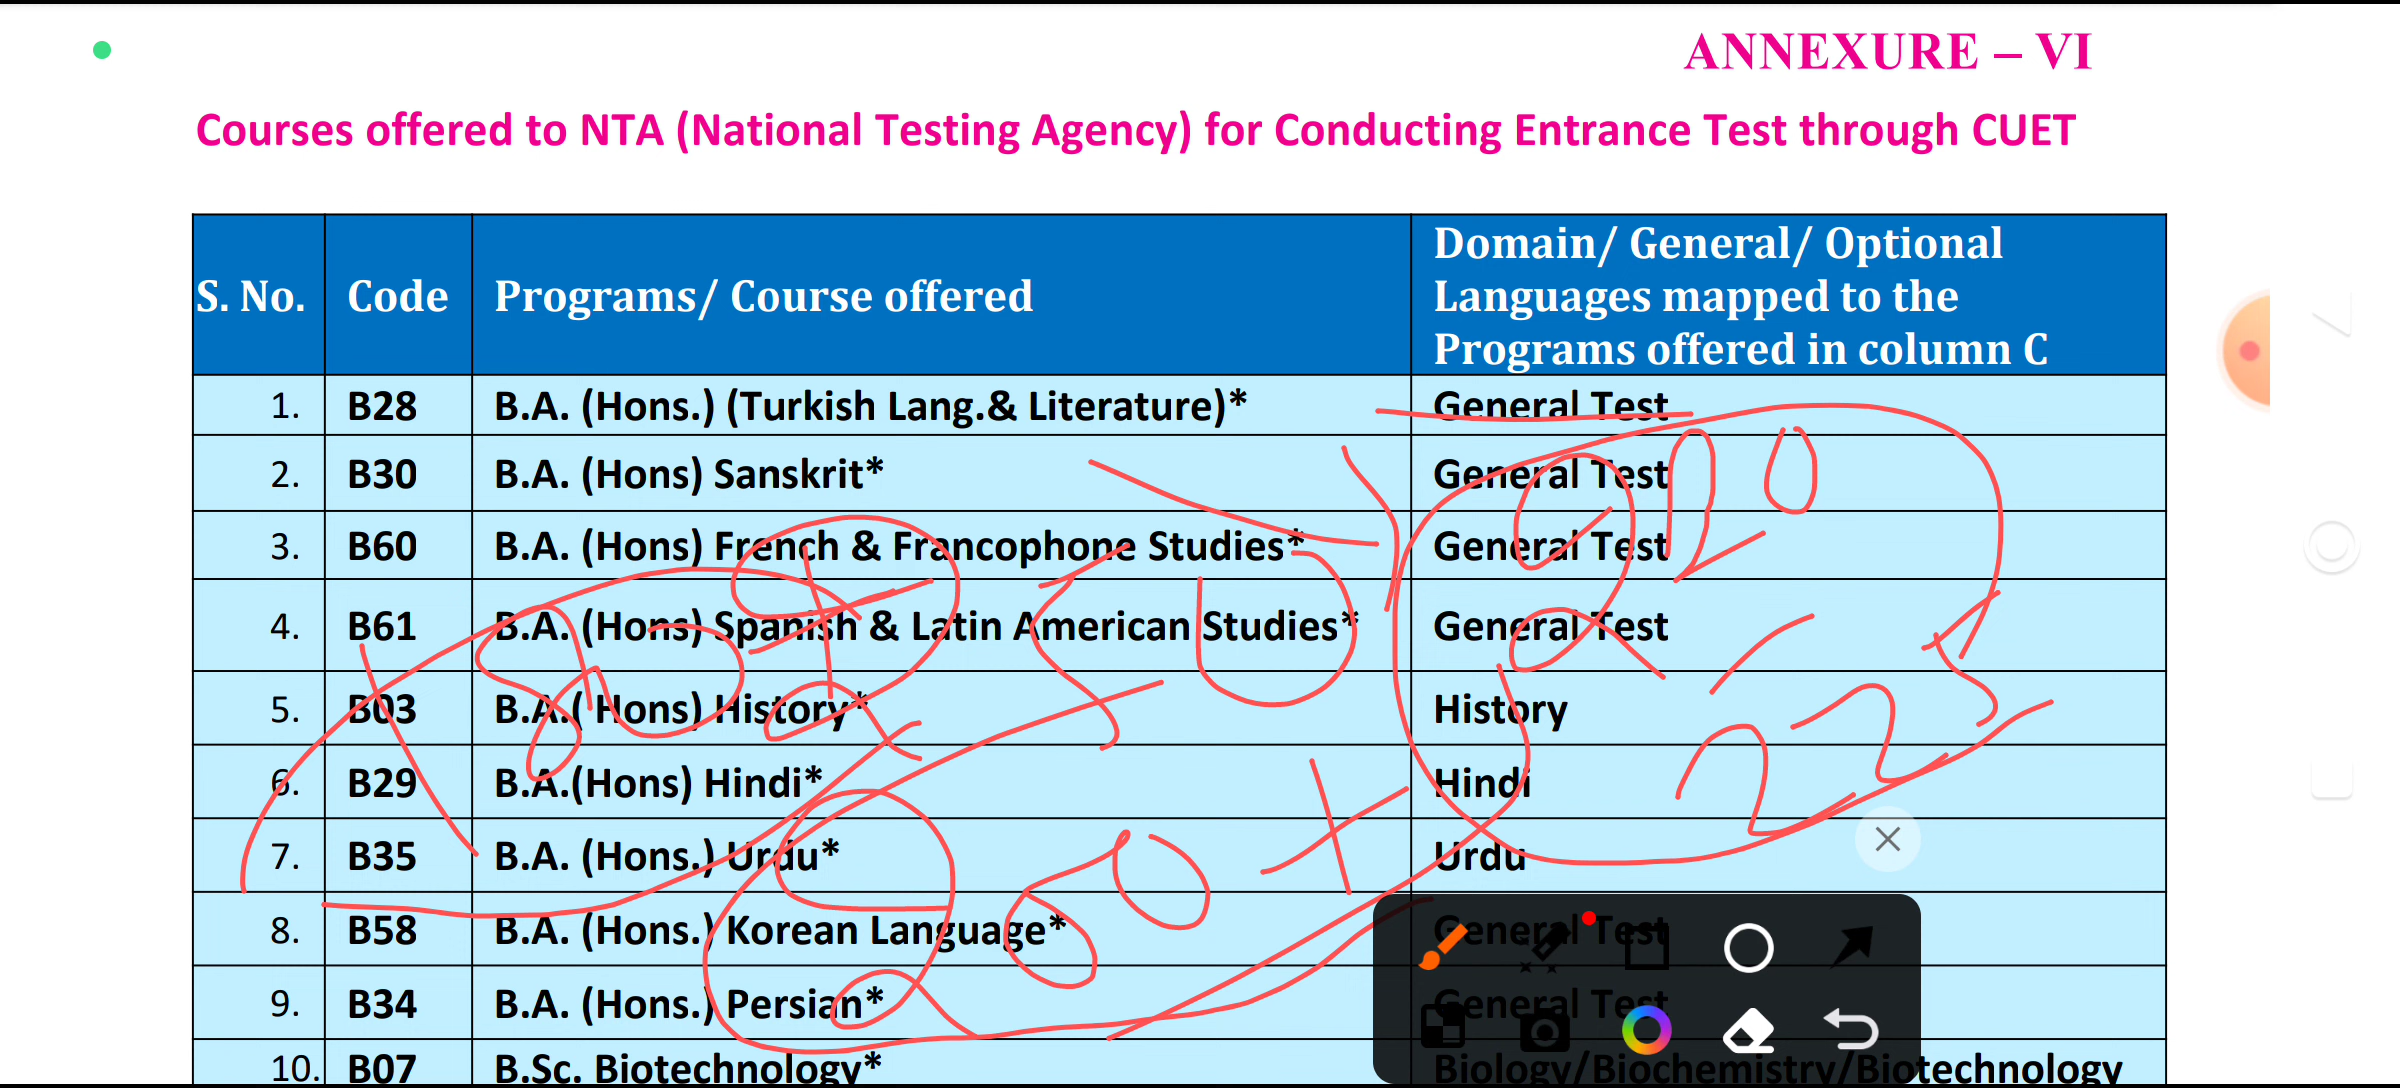 ANNEXURE – VI
Courses offered to NTA (National Testing Agency) for Conducting Entrance Test through CUET
S. No. Code Programs/ Course offered Domain/ General/ Optional
Languages mapped to the
Programs offered in column C
1. B28 B.A. (Hons.) (Turkish Lang.& Literature)* General Test
2. B30 B.A. (Hons) Sanskrit* General Test
3. B60 B.A. (Hons) French & Francophone Studies* General Test
4. B61 B.A. (Hons) Spanish & Latin American Studies* General Test
5. B03 B.A.( Hons) History* History
6. B29 B.A.(Hons) Hindi* Hindi
7. B35 B.A. (Hons.) Urdu* Urdu
8. B58 B.A. (Hons.) Korean Language* General Test
9. B34 B.A. (Hons.) Persian* General Test
10. B07 B.Sc. Biotechnology* Biology/Biochemistry/Biotechnology